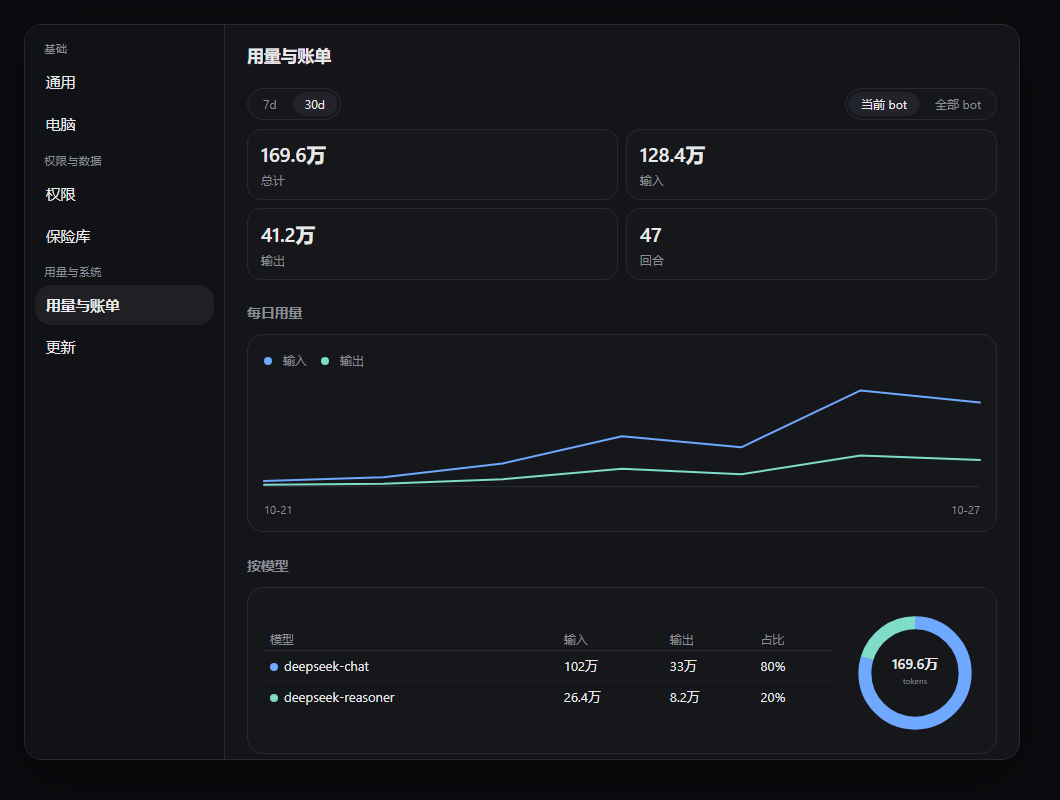 基础
通用
电脑
权限与数据
权限
保险库
用量与系统
用量与账单
更新
用量与账单
7d 30d 当前 bot 全部 bot
169.6万
总计
128.4万
输入
41.2万
输出
47
回合
每日用量
输入 输出
10-21 10-27
按模型
模型 输入 输出 占比
deepseek-chat 102万 33万 80%
deepseek-reasoner 26.4万 8.2万 20%
169.6万
tokens